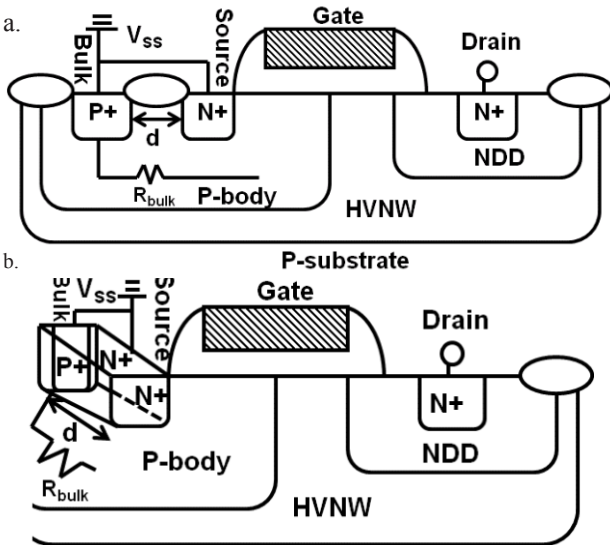 a.
Bulk
Vss
Source
Gate
Drain
P+
d
N+
N+
NDD
Rbulk
P-body
HVNW
P-substrate
b.
Bulk
Vss
Source
Gate
Drain
P+
N+
N+
N+
d
NDD
P-body
Rbulk
HVNW